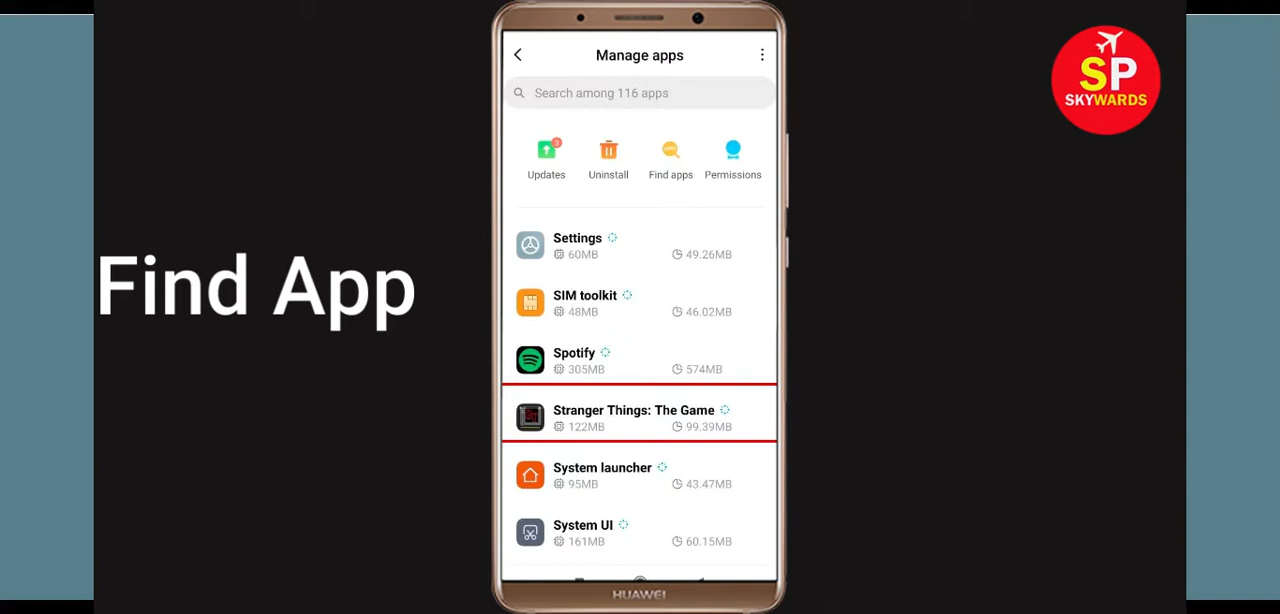 Manage apps
Search among 116 apps
3
Updates
Uninstall
Find apps
Permissions
Settings
60MB
49.26MB
SIM toolkit
48MB
46.02MB
Spotify
305MB
574MB
Stranger Things: The Game
122MB
99.39MB
System launcher
95MB
43.47MB
System UI
161MB
60.15MB
HUAWEI
Find App
SP
SKYWARDS